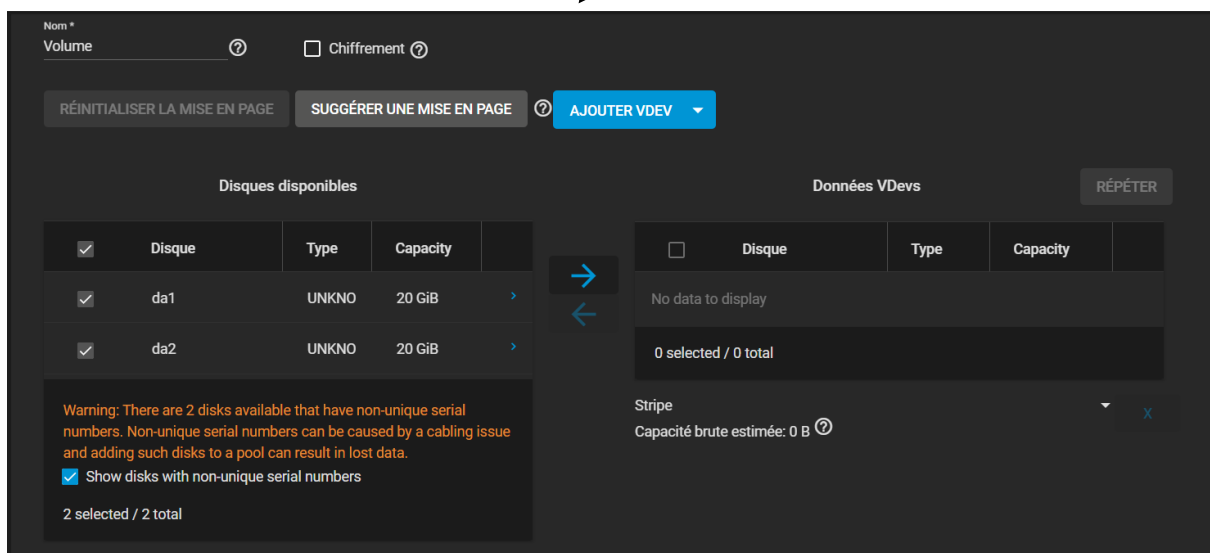 Nom *
Volume
Chiffrement
RÉINITIALISER LA MISE EN PAGE
SUGGÉRER UNE MISE EN PAGE
AJOUTER VDEV
Disques disponibles
Disque Type Capacity
da1 UNKNO 20 GiB
da2 UNKNO 20 GiB
Warning: There are 2 disks available that have non-unique serial
numbers. Non-unique serial numbers can be caused by a cabling issue
and adding such disks to a pool can result in lost data.
Show disks with non-unique serial numbers
2 selected / 2 total
Données VDevs
RÉPÉTER
Disque Type Capacity
No data to display
0 selected / 0 total
Stripe
X
Capacité brute estimée: 0 B